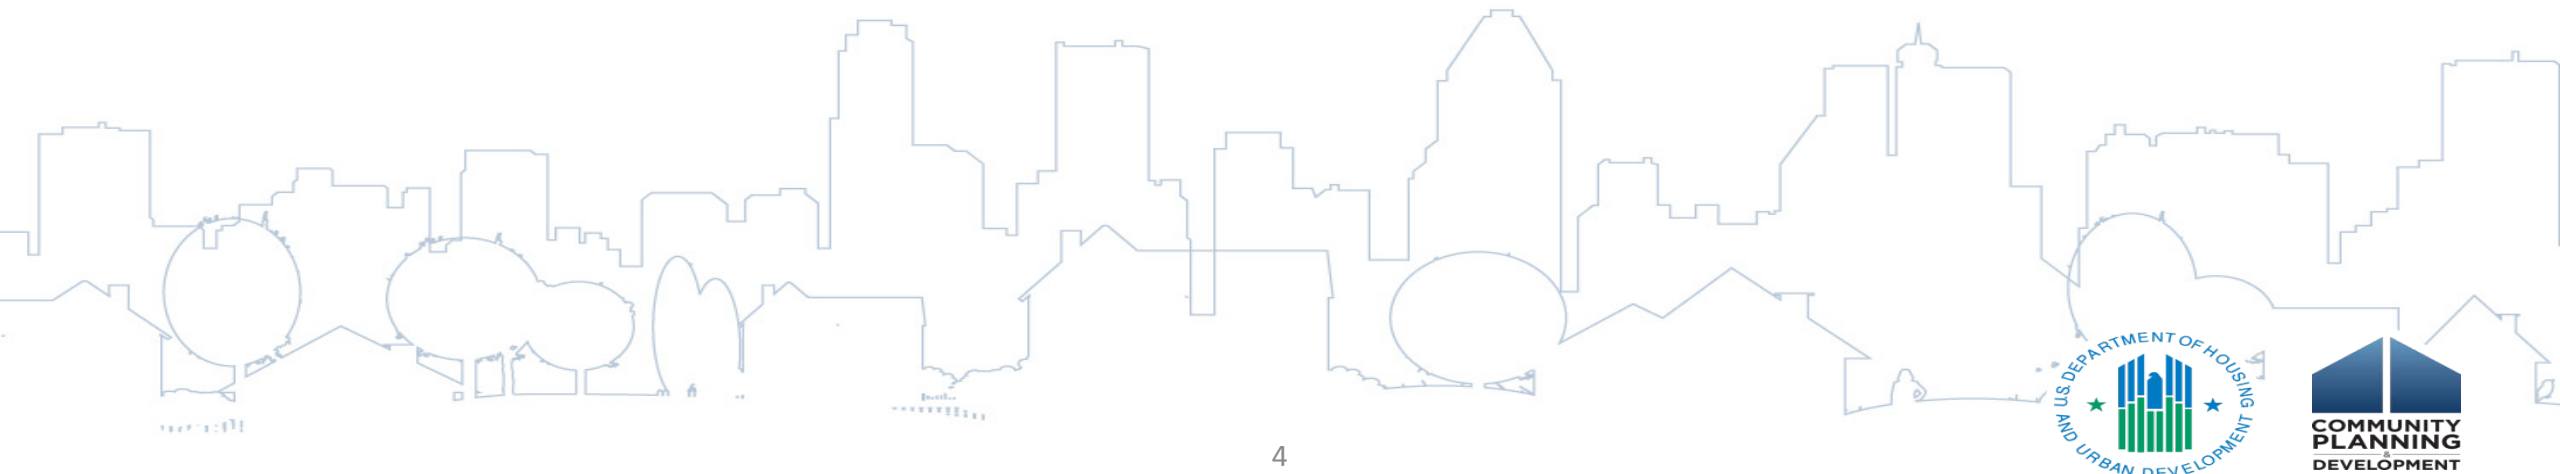 U.S. DEPARTMENT OF HOUSING
AND URBAN DEVELOPMENT
COMMUNITY
PLANNING
&
DEVELOPMENT
4